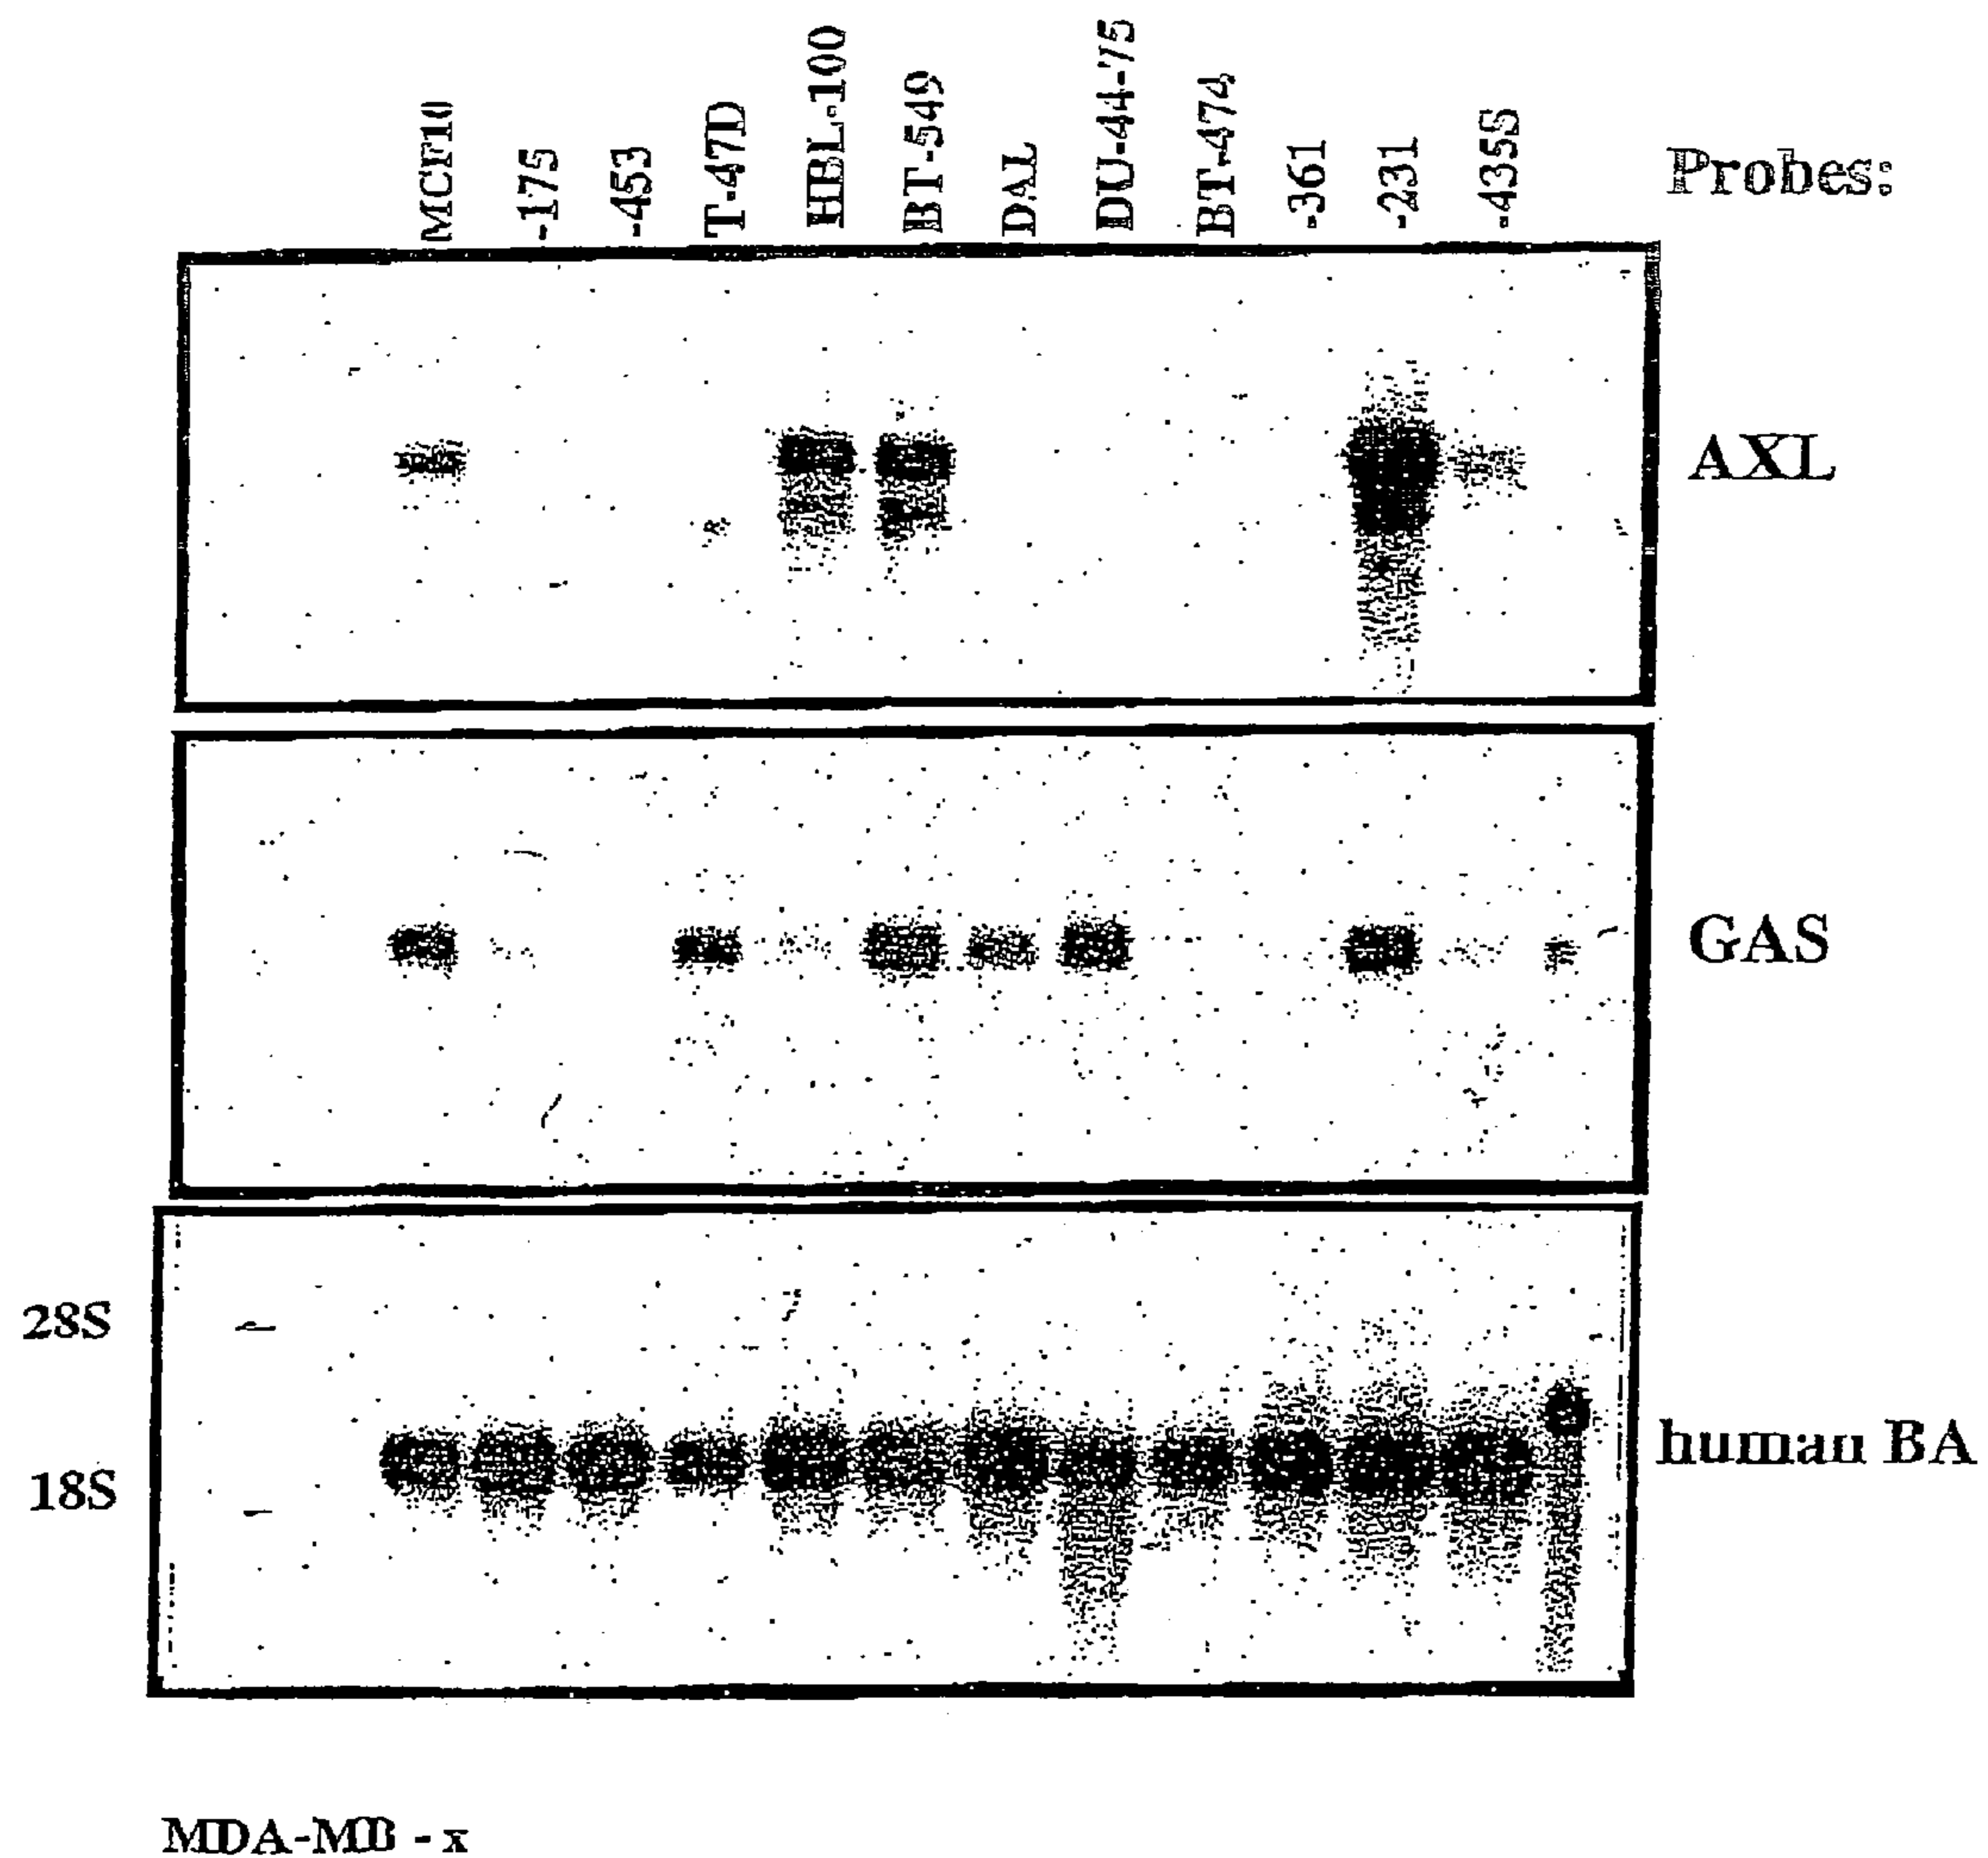 MCF10
-175
-453
T-47D
HBL-100
BT-549
DAL
DU-44-75
BT-474
-361
-231
-435S
Probes:
AXL
GAS
28S
18S
human BA
MDA-MB - x